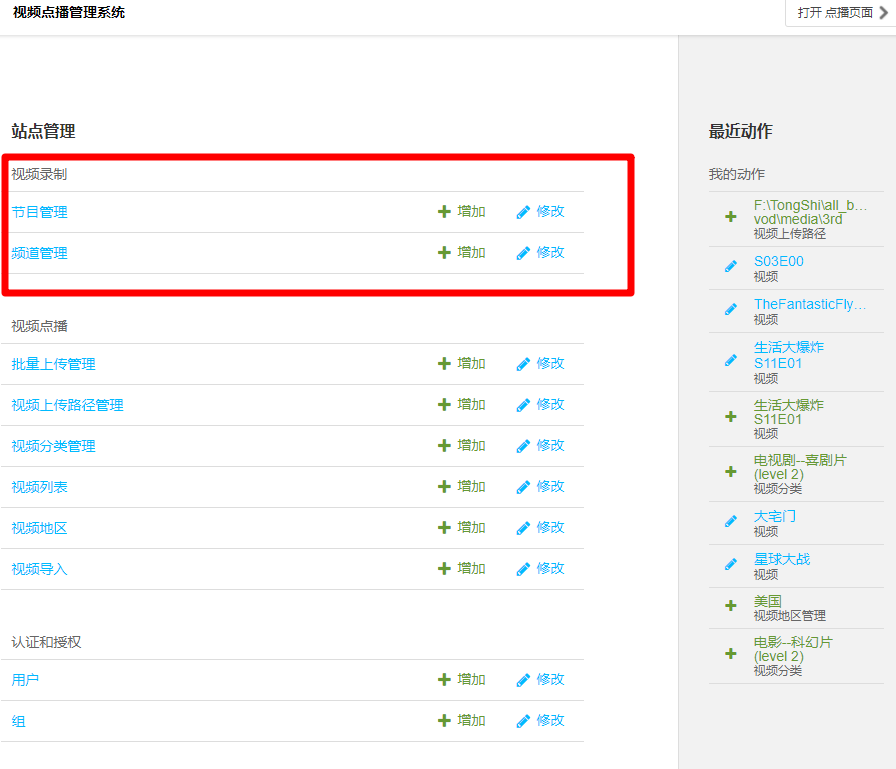 视频点播管理系统
打开 点播页面
站点管理
视频录制
节目管理 增加 修改
频道管理 增加 修改
视频点播
批量上传管理 增加 修改
视频上传路径管理 增加 修改
视频分类管理 增加 修改
视频列表 增加 修改
视频地区 增加 修改
视频导入 增加 修改
认证和授权
用户 增加 修改
组 增加 修改
最近动作
我的动作
F:\TongShi\all_b…
vod\media\3rd
视频上传路径
S03E00
视频
TheFantasticFly…
视频
生活大爆炸
S11E01
视频
生活大爆炸
S11E01
视频
电视剧--喜剧片
(level 2)
视频分类
大宅门
视频
星球大战
视频
美国
视频地区管理
电影--科幻片
(level 2)
视频分类